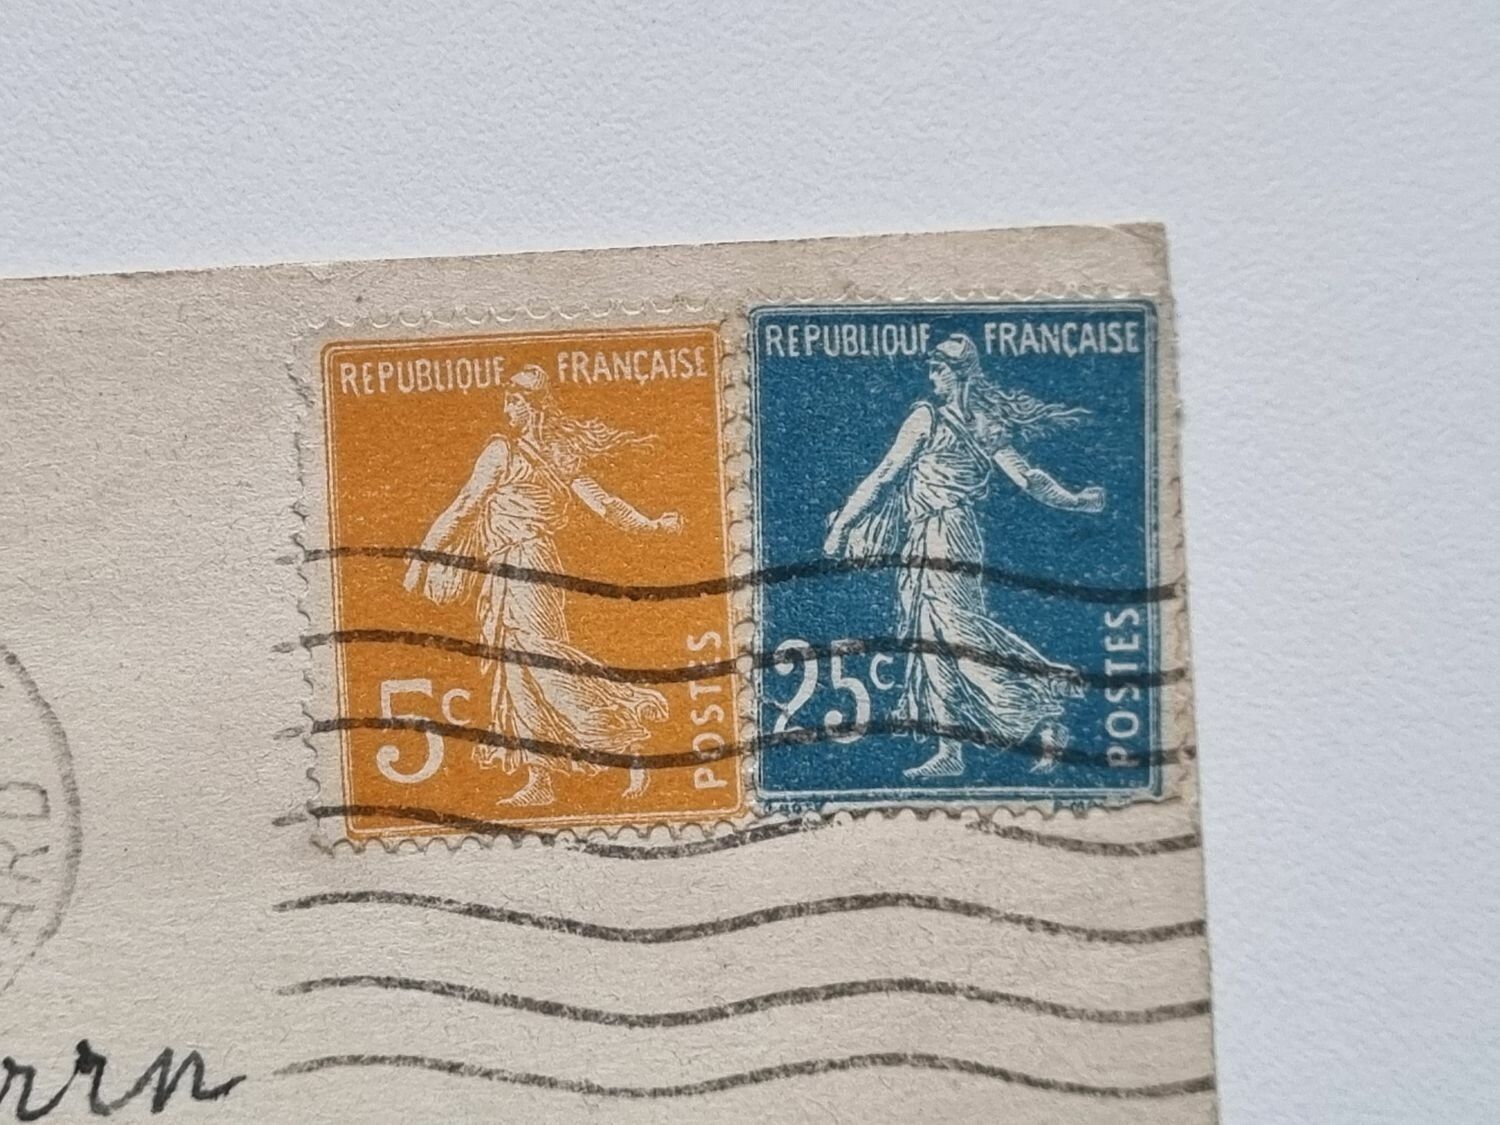 REPUBLIQUE FRANÇAISE
5c
POSTES
REPUBLIQUE FRANÇAISE
25c
POSTES